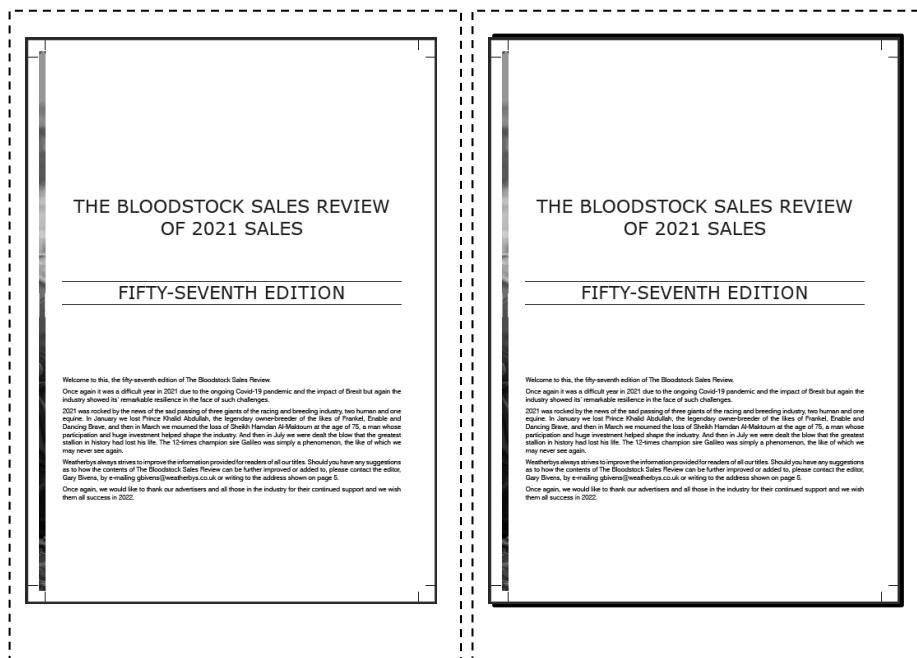 THE BLOODSTOCK SALES REVIEW
OF 2021 SALES
FIFTY-SEVENTH EDITION
Welcome to this, the fifty-seventh edition of The Bloodstock Sales Review.
Once again it was a difficult year in 2021 due to the ongoing Covid-19 pandemic and the impact of Brexit but again the
industry showed its' remarkable resilience in the face of such challenges.
2021 was rocked by the news of the sad passing of three giants of the racing and breeding industry, two human and one
equine. In January we lost Prince Khalid Abdullah, the legendary owner-breeder of the likes of Frankel, Enable and
Dancing Brave, and then in March we mourned the loss of Sheikh Hamdan Al-Maktoum at the age of 75, a man whose
participation and huge investment helped shape the industry. And then in July we were dealt the blow that the greatest
stallion in history had lost his life. The 12-times champion sire Galileo was simply a phenomenon, the like of which we
may never see again.
Weatherbys always strives to improve the information provided for readers of all our titles. Should you have any suggestions
as to how the contents of The Bloodstock Sales Review can be further improved or added to, please contact the editor,
Gary Bivens, by e-mailing gbivens@weatherbys.co.uk or writing to the address shown on page 5.
Once again, we would like to thank our advertisers and all those in the industry for their continued support and we wish
them all success in 2022.
THE BLOODSTOCK SALES REVIEW
OF 2021 SALES
FIFTY-SEVENTH EDITION
Welcome to this, the fifty-seventh edition of The Bloodstock Sales Review.
Once again it was a difficult year in 2021 due to the ongoing Covid-19 pandemic and the impact of Brexit but again the
industry showed its' remarkable resilience in the face of such challenges.
2021 was rocked by the news of the sad passing of three giants of the racing and breeding industry, two human and one
equine. In January we lost Prince Khalid Abdullah, the legendary owner-breeder of the likes of Frankel, Enable and
Dancing Brave, and then in March we mourned the loss of Sheikh Hamdan Al-Maktoum at the age of 75, a man whose
participation and huge investment helped shape the industry. And then in July we were dealt the blow that the greatest
stallion in history had lost his life. The 12-times champion sire Galileo was simply a phenomenon, the like of which we
may never see again.
Weatherbys always strives to improve the information provided for readers of all our titles. Should you have any suggestions
as to how the contents of The Bloodstock Sales Review can be further improved or added to, please contact the editor,
Gary Bivens, by e-mailing gbivens@weatherbys.co.uk or writing to the address shown on page 5.
Once again, we would like to thank our advertisers and all those in the industry for their continued support and we wish
them all success in 2022.